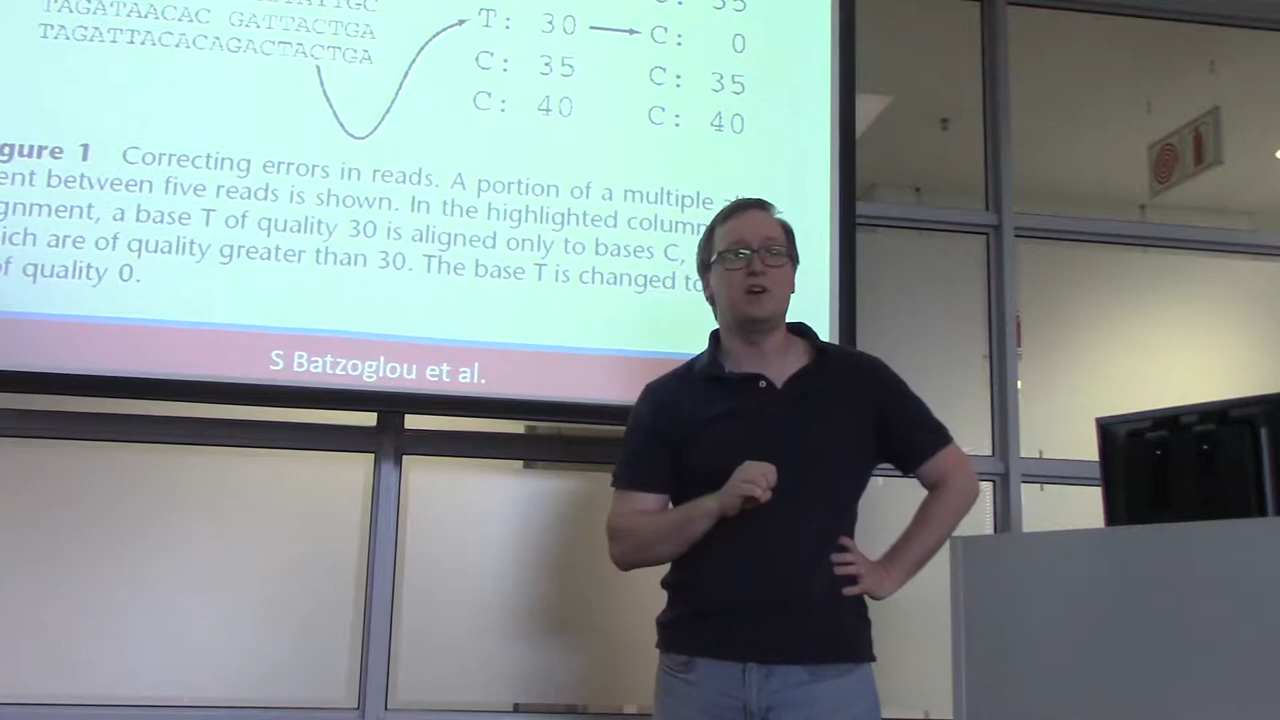 TAGATAACAC GATTACTGA
TAGATTACACAGACTACTGA
T: 30
C: 0
C: 35
C: 35
C: 40
C: 40
gure 1 Correcting errors in reads. A portion of a multiple
ent between five reads is shown. In the highlighted column
gnment, a base T of quality 30 is aligned only to bases C,
ich are of quality greater than 30. The base T is changed to
f quality 0.
S Batzoglou et al.